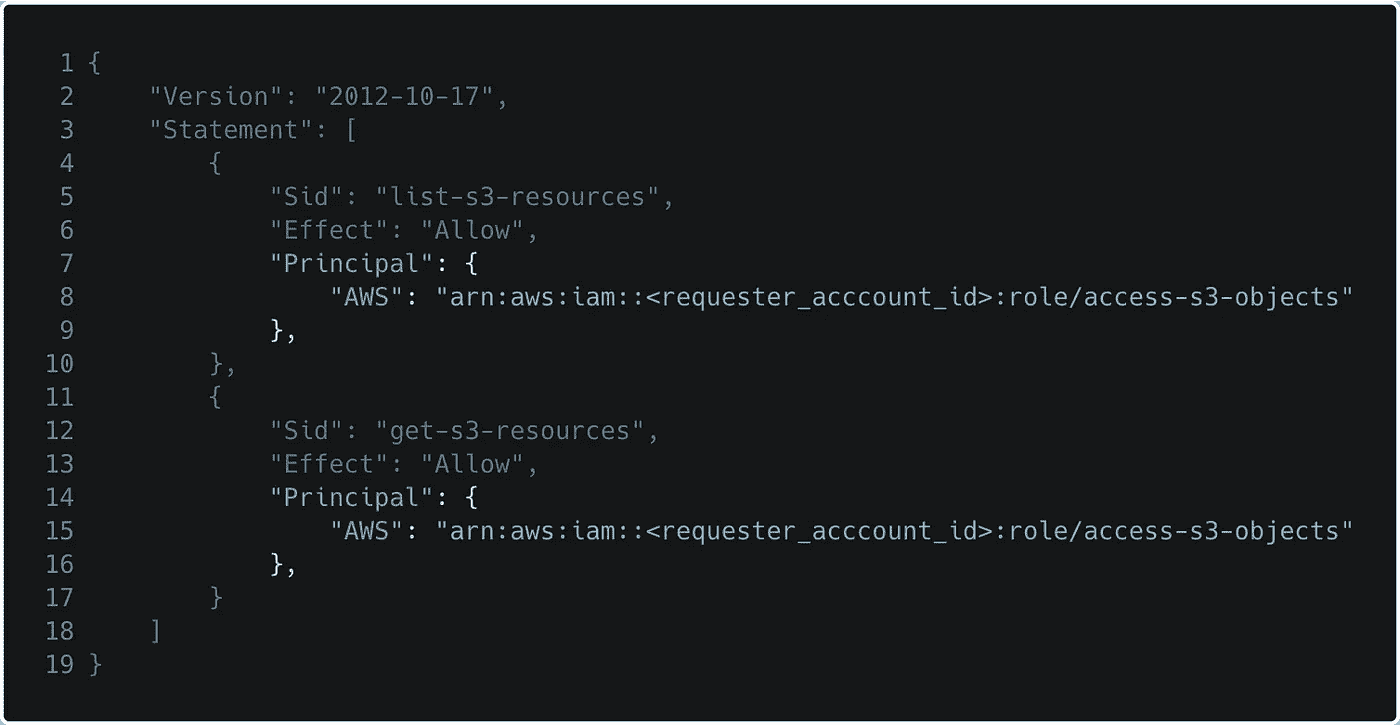 1 {
2     "Version": "2012-10-17",
3     "Statement": [
4         {
5             "Sid": "list-s3-resources",
6             "Effect": "Allow",
7             "Principal": {
8                 "AWS": "arn:aws:iam::<requester_acccount_id>:role/access-s3-objects"
9             },
10         },
11         {
12             "Sid": "get-s3-resources",
13             "Effect": "Allow",
14             "Principal": {
15                 "AWS": "arn:aws:iam::<requester_acccount_id>:role/access-s3-objects"
16             },
17         }
18     ]
19 }